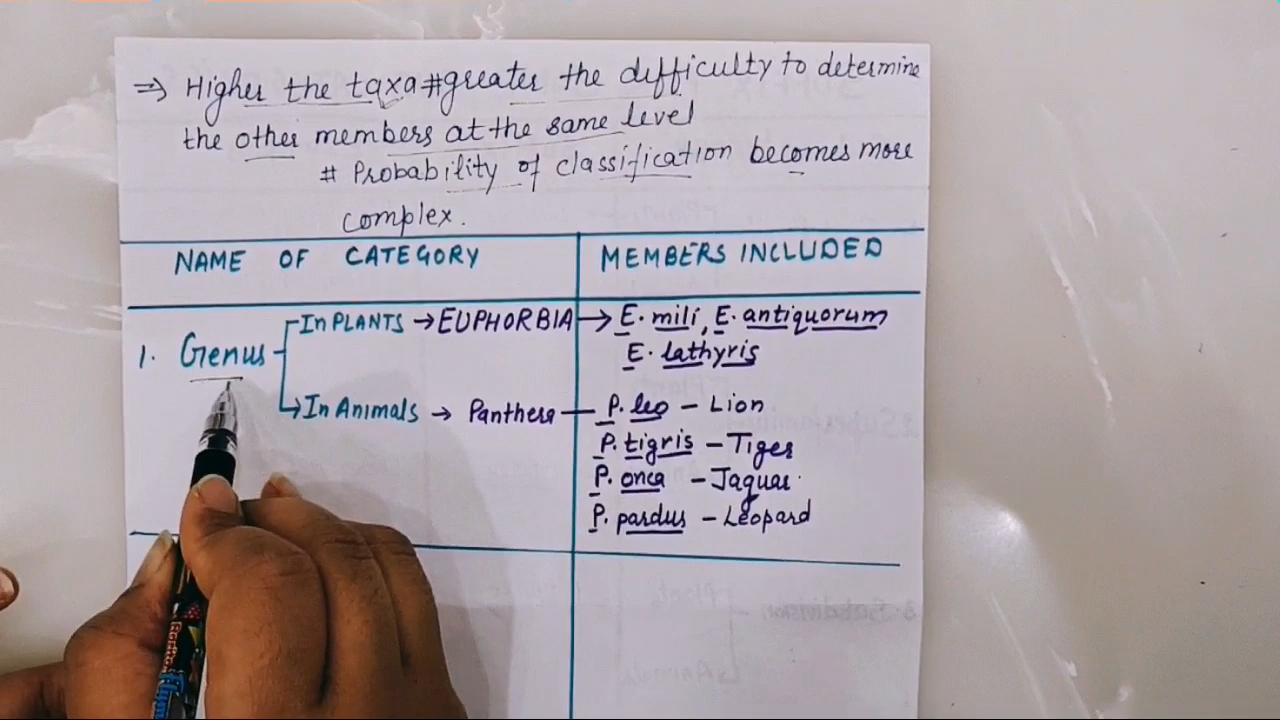 ⇒ Higher the taxa # greater the difficulty to determine
the other members at the same level
# Probability of classification becomes more
complex.
NAME OF CATEGORY MEMBERS INCLUDED
1. Genus
In PLANTS → EUPHORBIA → E. mili, E. antiquorum
E. lathyris
In Animals → Panthera — P. leo – Lion
P. tigris – Tiger
P. onca – Jaguar
P. pardus – Leopard